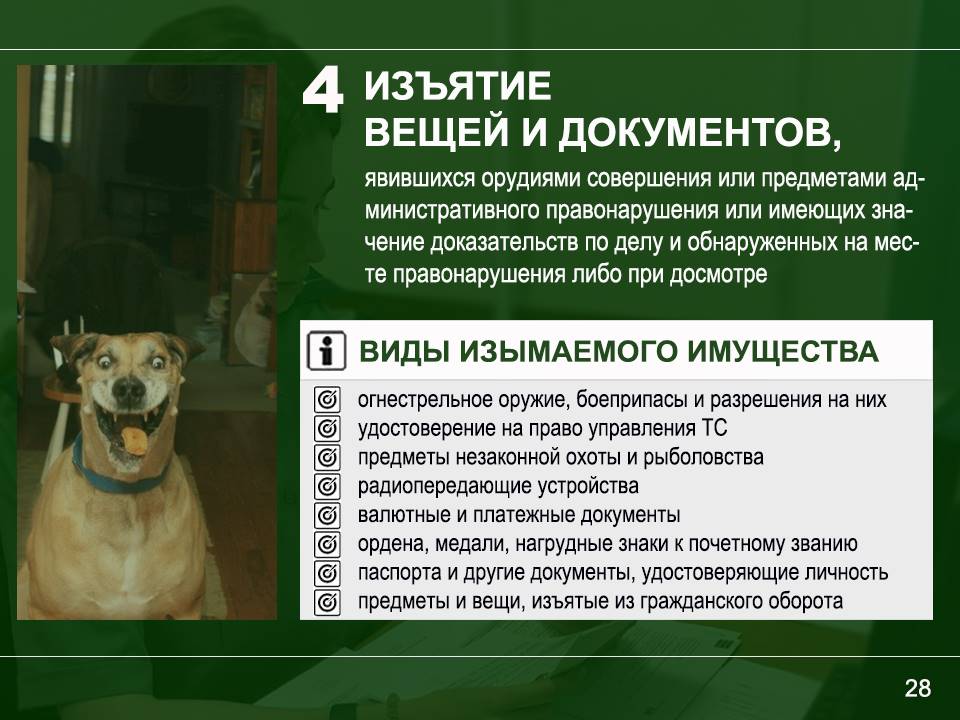 4 ИЗЪЯТИЕ
ВЕЩЕЙ И ДОКУМЕНТОВ,
явившихся орудиями совершения или предметами ад-
министративного правонарушения или имеющих зна-
чение доказательств по делу и обнаруженных на мес-
те правонарушения либо при досмотре
ВИДЫ ИЗЫМАЕМОГО ИМУЩЕСТВА
огнестрельное оружие, боеприпасы и разрешения на них
удостоверение на право управления ТС
предметы незаконной охоты и рыболовства
радиопередающие устройства
валютные и платежные документы
ордена, медали, нагрудные знаки к почетному званию
паспорта и другие документы, удостоверяющие личность
предметы и вещи, изъятые из гражданского оборота
28